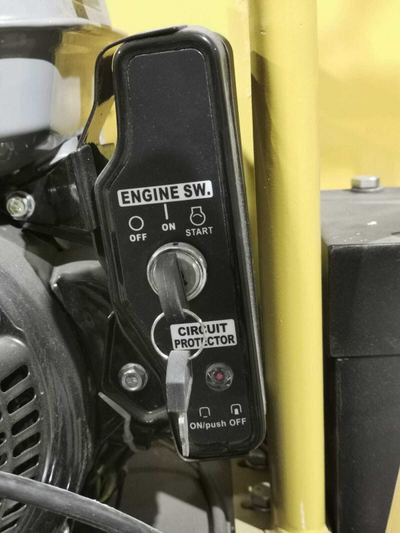 ENGINE SW.
OFF ON START
CIRCUIT
PROTECTOR
ON/push OFF